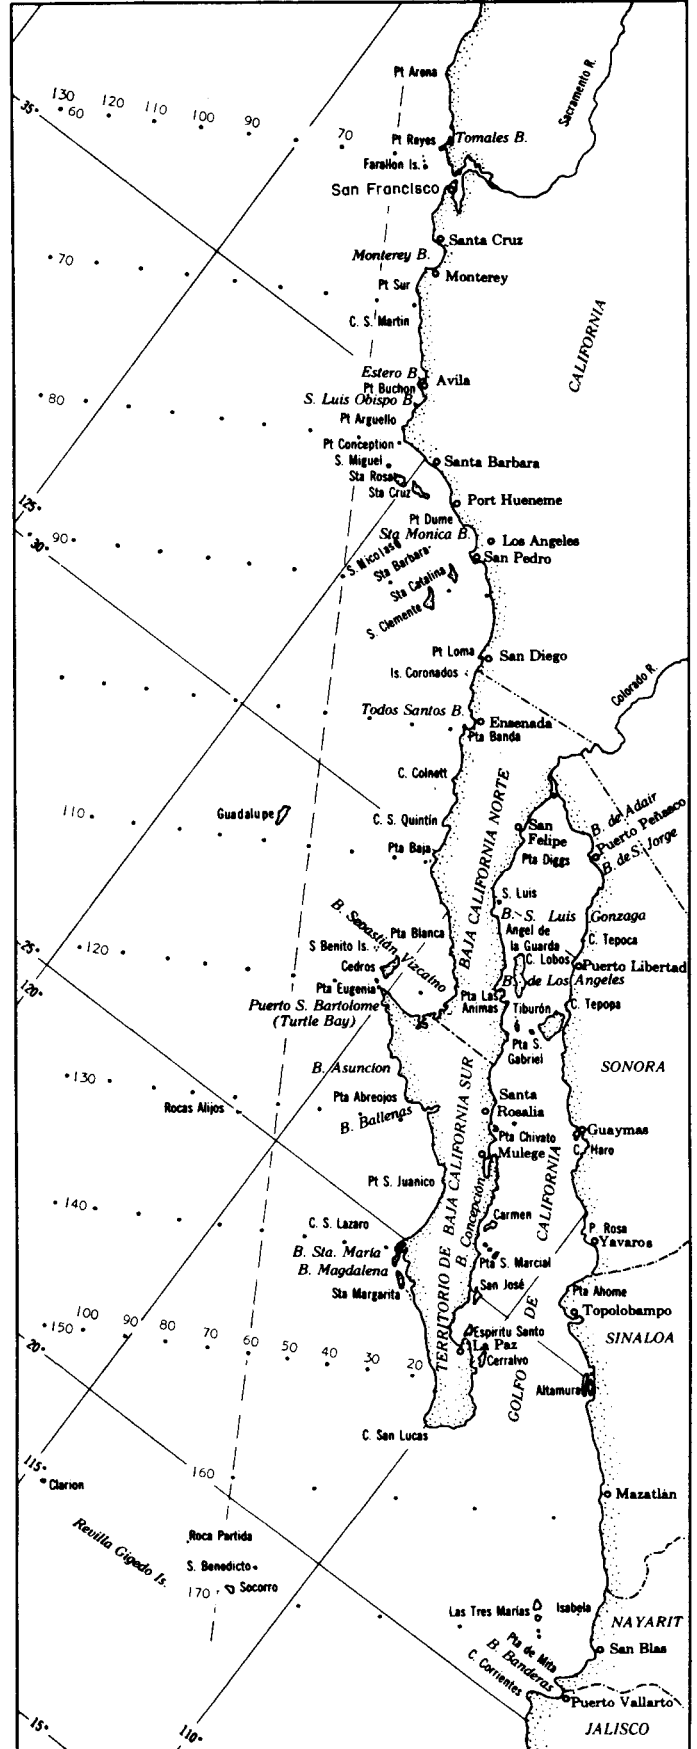 Pt Arena
Sacramento R.
35°
130 120 110 100 90
60
70
Pt Reyes
Tomales B.
Farallon Is.
San Francisco
Santa Cruz
Monterey B.
70
Monterey
Pt Sur
C. S. Martin
CALIFORNIA
Estero B.
Avila
Pt Buchon
80
S. Luis Obispo B.
Pt Arguello
Pt Conception
S. Miguel
Santa Barbara
Sta Rosa
Sta Cruz
125°
Port Hueneme
Pt Dume
30°
90
Sta Monica B.
Los Angeles
S. Nicolas
Sta Barbara
San Pedro
Sta Catalina
S. Clemente
Pt Loma
San Diego
Is. Coronados
Colorado R.
Todos Santos B.
Ensenada
Pta Banda
C. Colnett
110
Guadalupe
C. S. Quintín
Pta Baja
San
Felipe
Pta Diggs
B. de Adair
Puerto Peñasco
B. de S. Jorge
BAJA CALIFORNIA NORTE
S. Luis
B. S. Luis Gonzaga
B. Sebastián Vizcaíno
Pta Blanca
Angel de
la Guarda
C. Tepoca
25°
120
S Benito Is.
C. Lobos
Puerto Libertad
Cedros
B. de Los Angeles
120°
Pta Eugenia
Pta Las
Animas
Puerto S. Bartolome
(Turtle Bay)
Tiburón
C. Tepopa
Pta S.
Gabriel
B. Asuncion
SONORA
130
Pta Abreojos
Rocas Alijos
B. Ballenas
Santa
Rosalia
Pta Chivato
Guaymas
Mulege
C. Haro
Pt S. Juanico
TERRITORIO DE BAJA CALIFORNIA SUR
B. Concepción
GOLFO DE CALIFORNIA
140
C. S. Lazaro
Carmen
P. Rosa
Yavaros
B. Sta. María
B. Magdalena
Pta S. Marcial
Sta Margarita
San José
Pta Ahome
Topolobampo
150 100 90 80 70 60 50 40 30 20
20°
Espiritu Santo
La Paz
Cerralvo
SINALOA
Altamura
C. San Lucas
115°
160
Clarion
Mazatlán
Revilla Gigedo Is.
Roca Partida
S. Benedicto
170
Socorro
Las Tres Marías
Isabela
NAYARIT
Pta de Mita
San Blas
B. Banderas
C. Corrientes
Puerto Vallarto
15°
110°
JALISCO